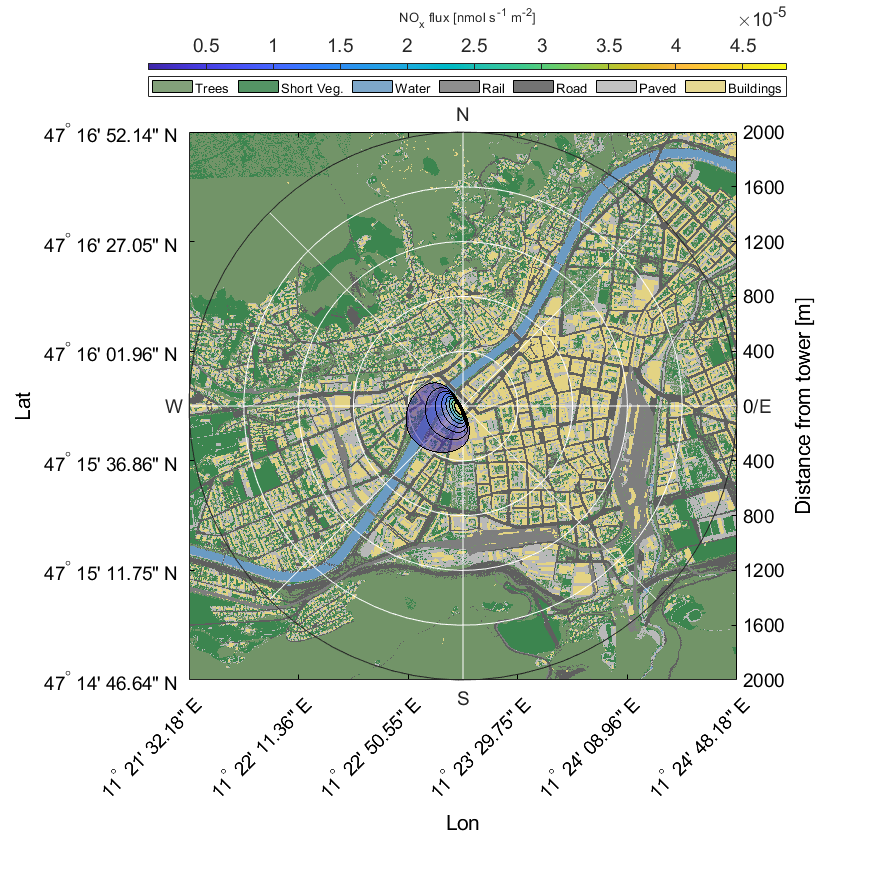 NOx flux [nmol s-1 m-2]
×10-5
0.5 1 1.5 2 2.5 3 3.5 4 4.5
Trees Short Veg. Water Rail Road Paved Buildings
N
47° 16' 52.14" N 2000
1600
47° 16' 27.05" N 1200
800
47° 16' 01.96" N 400
W 0/E
47° 15' 36.86" N 400
800
47° 15' 11.75" N 1200
1600
47° 14' 46.64" N 2000
S
Lat
Distance from tower [m]
11° 21' 32.18" E
11° 22' 11.36" E
11° 22' 50.55" E
11° 23' 29.75" E
11° 24' 08.96" E
11° 24' 48.18" E
Lon